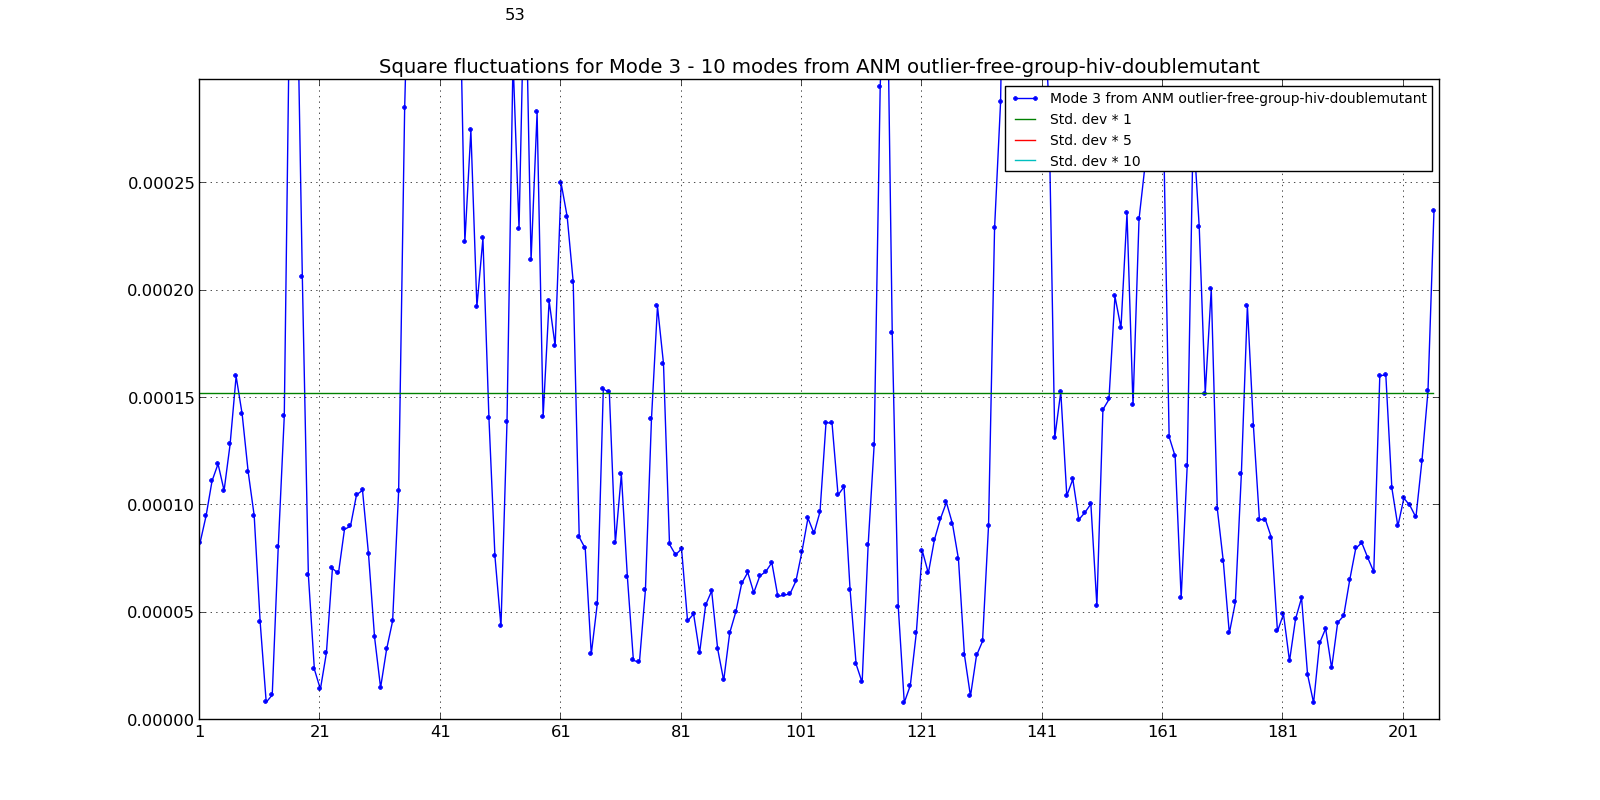 53
Square fluctuations for Mode 3 - 10 modes from ANM outlier-free-group-hiv-doublemutant
Mode 3 from ANM outlier-free-group-hiv-doublemutant
Std. dev * 1
Std. dev * 5
Std. dev * 10
0.00025
0.00020
0.00015
0.00010
0.00005
0.00000
1 21 41 61 81 101 121 141 161 181 201